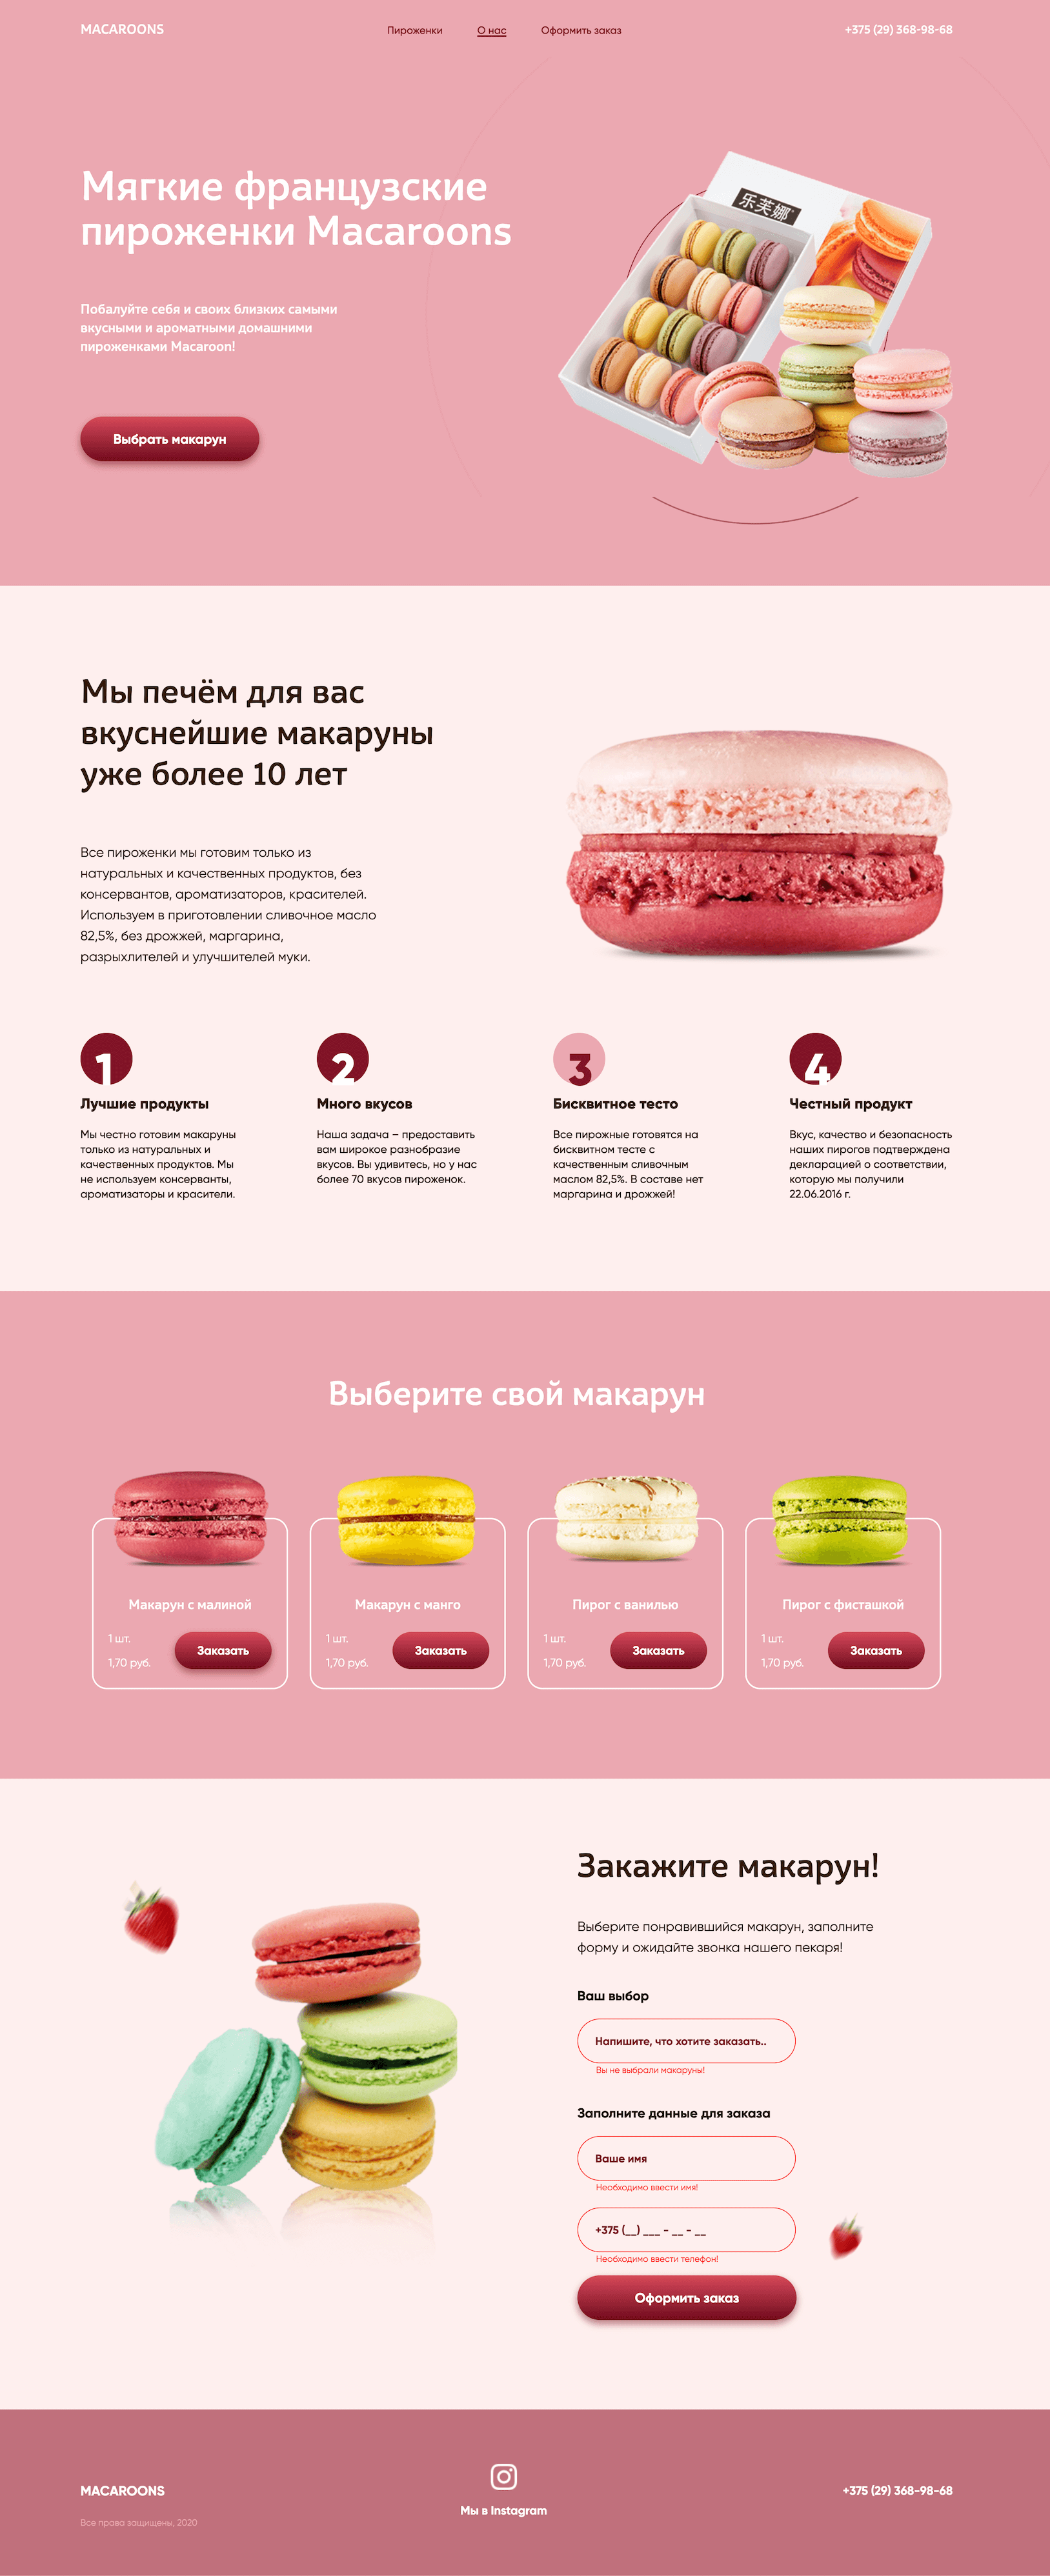 MACAROONS
Пироженки
О нас
Оформить заказ
+375 (29) 368-98-68
Мягкие французские
пироженки Macaroons
乐芙娜
Побалуйте себя и своих близких самыми
вкусными и ароматными домашними
пироженками Macaroon!
Выбрать макарун
Мы печём для вас
вкуснейшие макаруны
уже более 10 лет
Все пироженки мы готовим только из
натуральных и качественных продуктов, без
консервантов, ароматизаторов, красителей.
Используем в приготовлении сливочное масло
82,5%, без дрожжей, маргарина,
разрыхлителей и улучшителей муки.
1
Лучшие продукты
Мы честно готовим макаруны
только из натуральных и
качественных продуктов. Мы
не используем консерванты,
ароматизаторы и красители.
2
Много вкусов
Наша задача – предоставить
вам широкое разнобразие
вкусов. Вы удивитесь, но у нас
более 70 вкусов пироженок.
3
Бисквитное тесто
Все пирожные готовятся на
бисквитном тесте с
качественным сливочным
маслом 82,5%. В составе нет
маргарина и дрожжей!
4
Честный продукт
Вкус, качество и безопасность
наших пирогов подтверждена
декларацией о соответствии,
которую мы получили
22.06.2016 г.
Выберите свой макарун
Макарун с малиной
1 шт.
1,70 руб.
Заказать
Макарун с манго
1 шт.
1,70 руб.
Заказать
Пирог с ванилью
1 шт.
1,70 руб.
Заказать
Пирог с фисташкой
1 шт.
1,70 руб.
Заказать
Закажите макарун!
Выберите понравившийся макарун, заполните
форму и ожидайте звонка нашего пекаря!
Ваш выбор
Напишите, что хотите заказать..
Вы не выбрали макаруны!
Заполните данные для заказа
Ваше имя
Необходимо ввести имя!
+375 (__) ___ - __ - __
Необходимо ввести телефон!
Оформить заказ
MACAROONS
Все права защищены, 2020
Мы в Instagram
+375 (29) 368-98-68